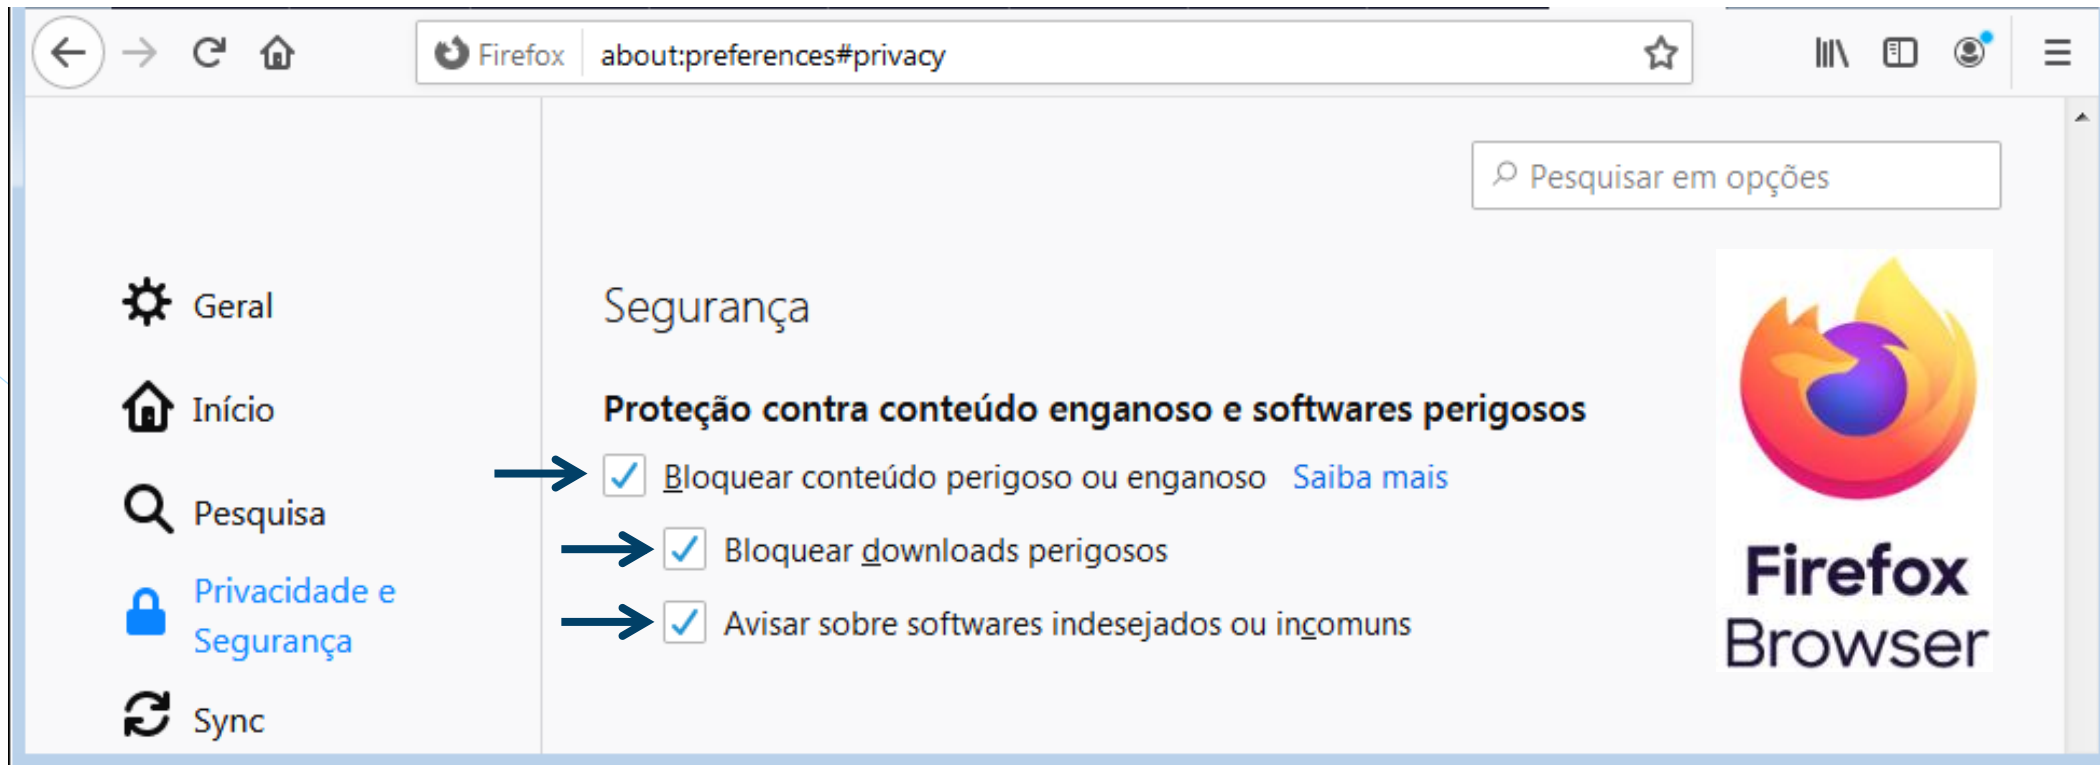 Firefox about:preferences#privacy
Pesquisar em opções
Geral
Início
Pesquisa
Privacidade e
Segurança
Sync
Segurança
Proteção contra conteúdo enganoso e softwares perigosos
Bloquear conteúdo perigoso ou enganoso Saiba mais
Bloquear downloads perigosos
Avisar sobre softwares indesejados ou incomuns
Firefox
Browser